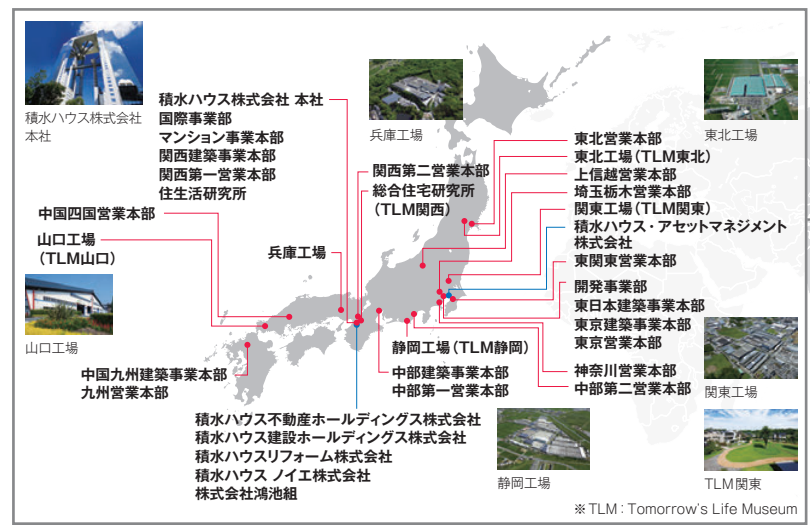 積水ハウス株式会社
本社
積水ハウス株式会社 本社
国際事業部
マンション事業本部
関西建築事業本部
関西第一営業本部
住生活研究所
中国四国営業本部
山口工場
(TLM山口)
山口工場
中国九州建築事業本部
九州営業本部
兵庫工場
兵庫工場
関西第二営業本部
総合住宅研究所
(TLM関西)
静岡工場(TLM静岡)
中部建築事業本部
中部第一営業本部
積水ハウス不動産ホールディングス株式会社
積水ハウス建設ホールディングス株式会社
積水ハウスリフォーム株式会社
積水ハウス ノイエ株式会社
株式会社鴻池組
静岡工場
東北工場
東北営業本部
東北工場(TLM東北)
上信越営業本部
埼玉栃木営業本部
関東工場(TLM関東)
積水ハウス・アセットマネジメント
株式会社
東関東営業本部
開発事業部
東日本建築事業本部
東京建築事業本部
東京営業本部
神奈川営業本部
中部第二営業本部
関東工場
TLM関東
※TLM：Tomorrow's Life Museum